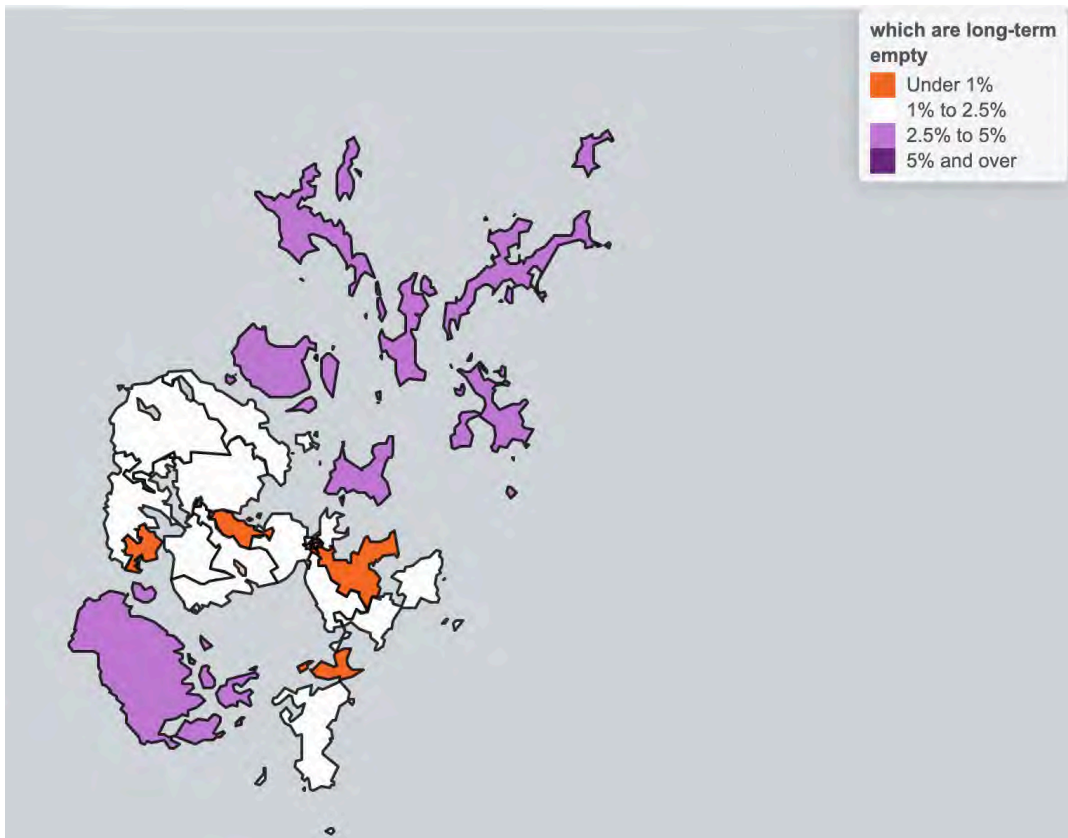 which are long-term
empty
Under 1%
1% to 2.5%
2.5% to 5%
5% and over